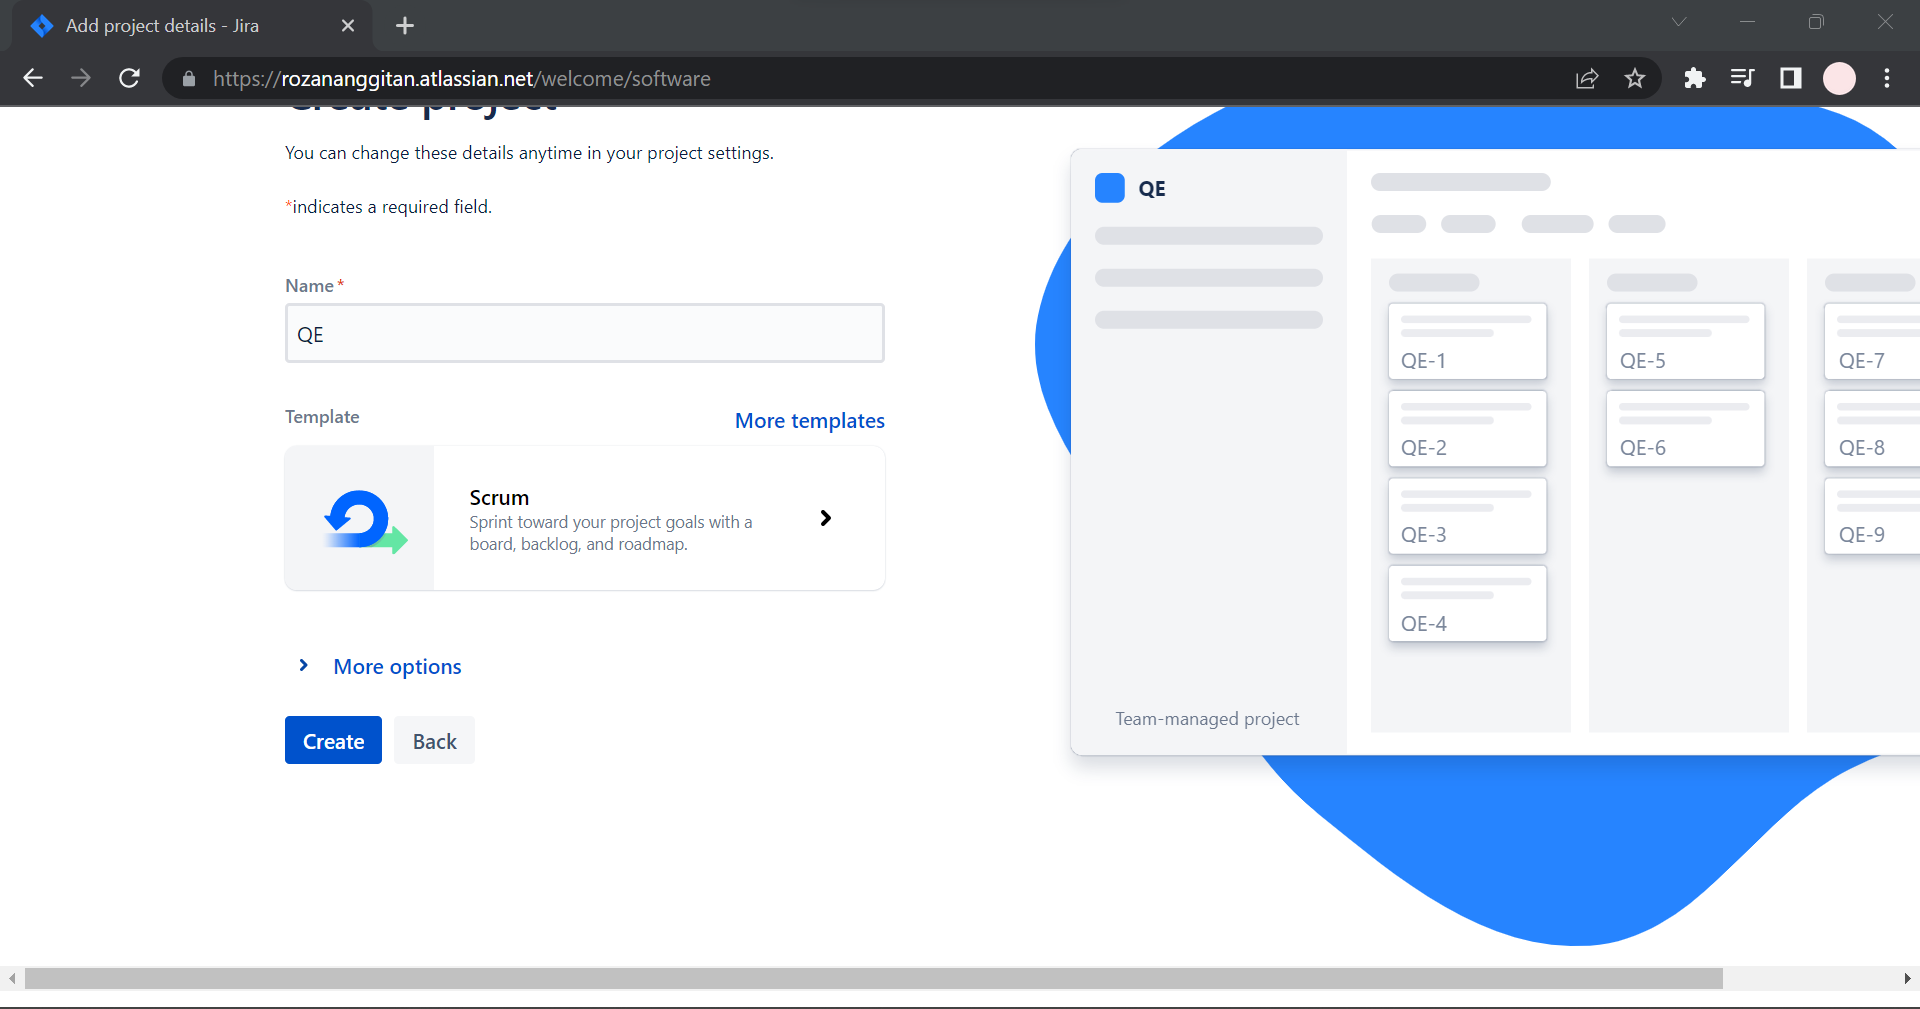 Add project details - Jira
https://rozananggitan.atlassian.net/welcome/software
Create project
You can change these details anytime in your project settings.
*indicates a required field.
Name *
QE
Template
More templates
Scrum
Sprint toward your project goals with a
board, backlog, and roadmap.
More options
Create
Back
QE
QE-1
QE-5
QE-7
QE-2
QE-6
QE-8
QE-3
QE-9
QE-4
Team-managed project